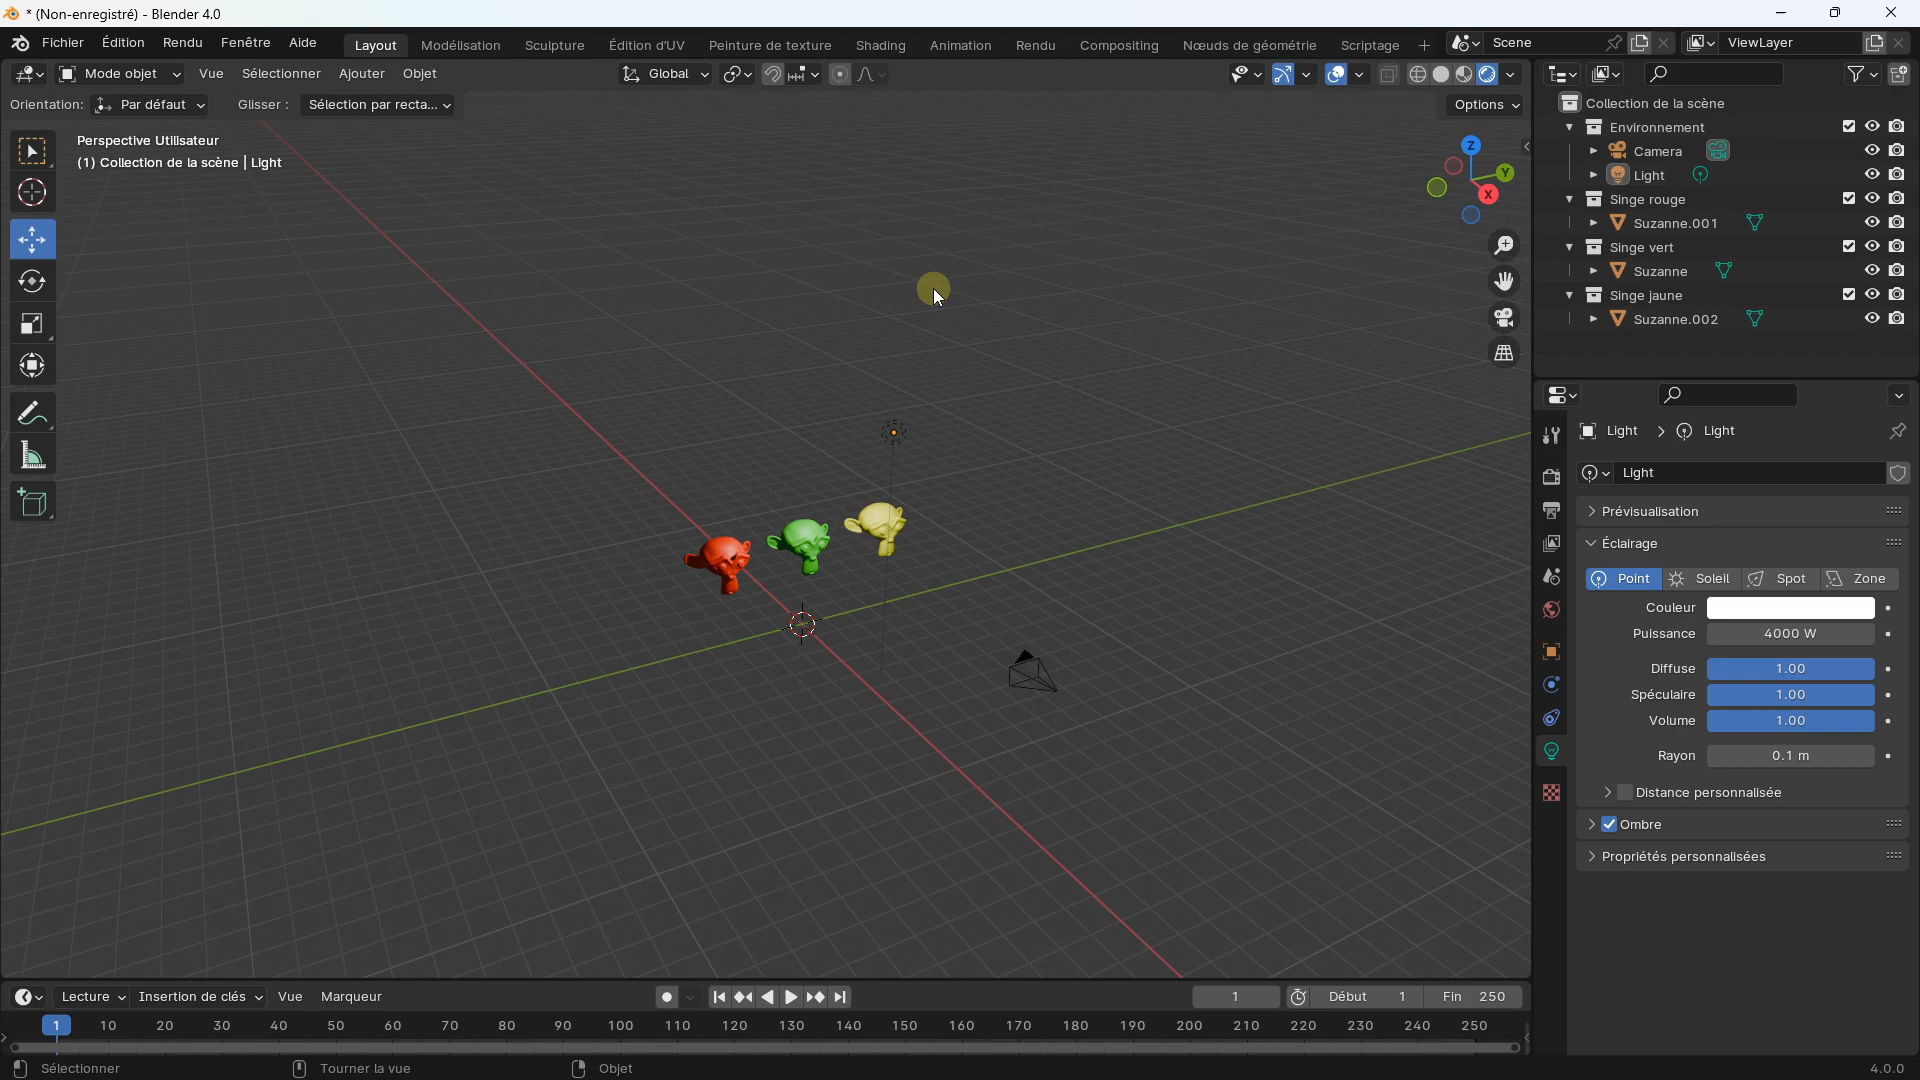 * (Non-enregistré) - Blender 4.0
Fichier Édition Rendu Fenêtre Aide Layout Modélisation Sculpture Édition d'UV Peinture de texture Shading Animation Rendu Compositing Nœuds de géométrie Scriptage + Scene ViewLayer
Mode objet Vue Sélectionner Ajouter Objet Global
Orientation: Par défaut Glisser : Sélection par recta... Options
Perspective Utilisateur
(1) Collection de la scène | Light
Z
Y
X
Collection de la scène
Environnement
Camera
Light
Singe rouge
Suzanne.001
Singe vert
Suzanne
Singe jaune
Suzanne.002
Light > Light
Light
Prévisualisation
Éclairage
Point Soleil Spot Zone
Couleur
Puissance 4000 W
Diffuse 1.00
Spéculaire 1.00
Volume 1.00
Rayon 0.1 m
Distance personnalisée
Ombre
Propriétés personnalisées
Lecture Insertion de clés Vue Marqueur 1 Début 1 Fin 250
1 10 20 30 40 50 60 70 80 90 100 110 120 130 140 150 160 170 180 190 200 210 220 230 240 250
Sélectionner Tourner la vue Objet 4.0.0